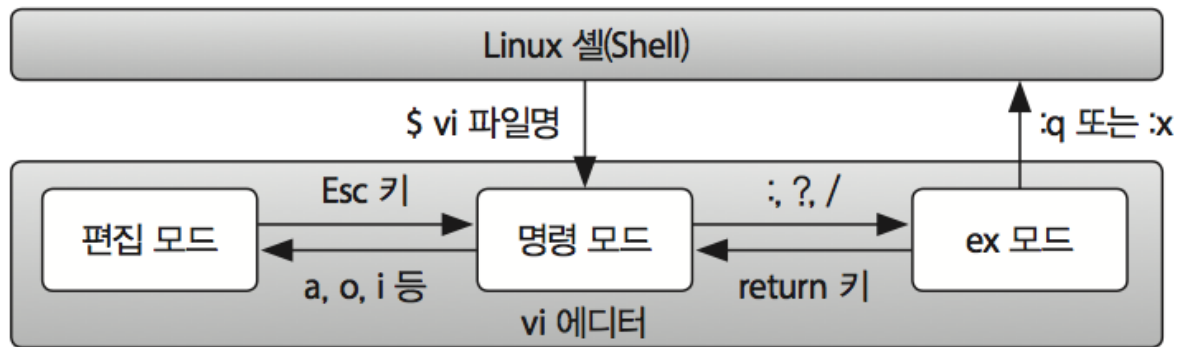 Linux 셸(Shell)
$ vi 파일명
:q 또는 :x
Esc 키
:, ?, /
편집 모드
명령 모드
ex 모드
a, o, i 등
return 키
vi 에디터